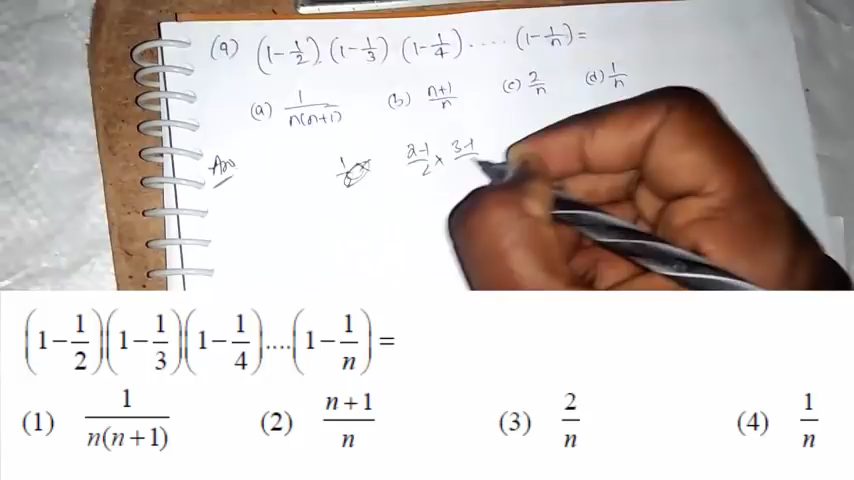 (9) (1-1/2) (1-1/3) (1-1/4) ..... (1-1/n) =
(a) 1/n(n+1) (b) n+1/n (c) 2/n (d) 1/n
Ans 2-1/2 × 3-1
(1-1/2)(1-1/3)(1-1/4)....(1-1/n)=
(1) 1/n(n+1) (2) n+1/n (3) 2/n (4) 1/n